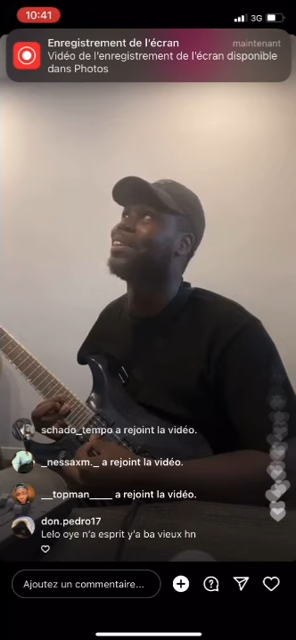 10:41
3G
Enregistrement de l'écran
maintenant
Vidéo de l'enregistrement de l'écran disponible
dans Photos
schado_tempo a rejoint la vidéo.
_nessaxm._ a rejoint la vidéo.
__topman____ a rejoint la vidéo.
don.pedro17
Lelo oye n'a esprit y'a ba vieux hn
Ajoutez un commentaire...